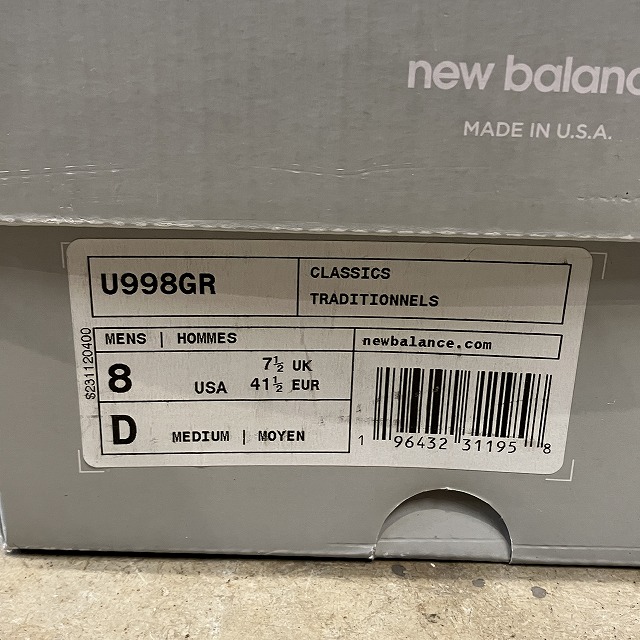 new balanc
MADE IN U.S.A.
U998GR
CLASSICS
TRADITIONNELS
MENS | HOMMES
newbalance.com
8 USA 7½ UK
41½ EUR
D MEDIUM | MOYEN
1 96432 31195 8
$231120400